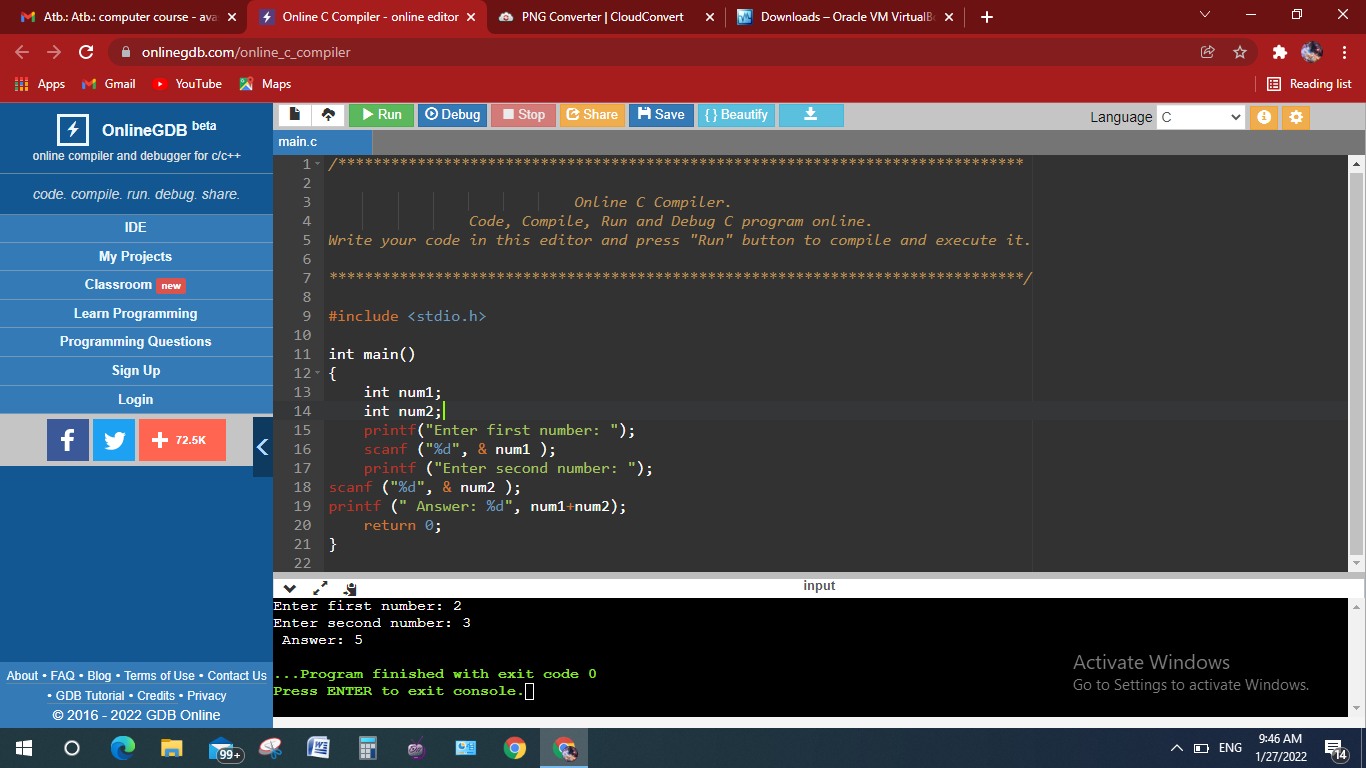 Atb.: Atb.: computer course - ava
Online C Compiler - online editor
PNG Converter | CloudConvert
Downloads – Oracle VM VirtualB
onlinegdb.com/online_c_compiler
Apps Gmail YouTube Maps Reading list
OnlineGDB beta
online compiler and debugger for c/c++
code. compile. run. debug. share.
IDE
My Projects
Classroom new
Learn Programming
Programming Questions
Sign Up
Login
72.5K
About • FAQ • Blog • Terms of Use • Contact Us
• GDB Tutorial • Credits • Privacy
© 2016 - 2022 GDB Online
Run Debug Stop Share Save { } Beautify
Language C
main.c
1 /******************************************************************************
2
3 Online C Compiler.
4 Code, Compile, Run and Debug C program online.
5 Write your code in this editor and press "Run" button to compile and execute it.
6
7 *******************************************************************************/
8
9 #include <stdio.h>
10
11 int main()
12 {
13 int num1;
14 int num2;
15 printf("Enter first number: ");
16 scanf ("%d", & num1 );
17 printf ("Enter second number: ");
18 scanf ("%d", & num2 );
19 printf (" Answer: %d", num1+num2);
20 return 0;
21 }
22
input
Enter first number: 2
Enter second number: 3
Answer: 5
...Program finished with exit code 0
Press ENTER to exit console.
Activate Windows
Go to Settings to activate Windows.
99+
ENG
9:46 AM
1/27/2022
14